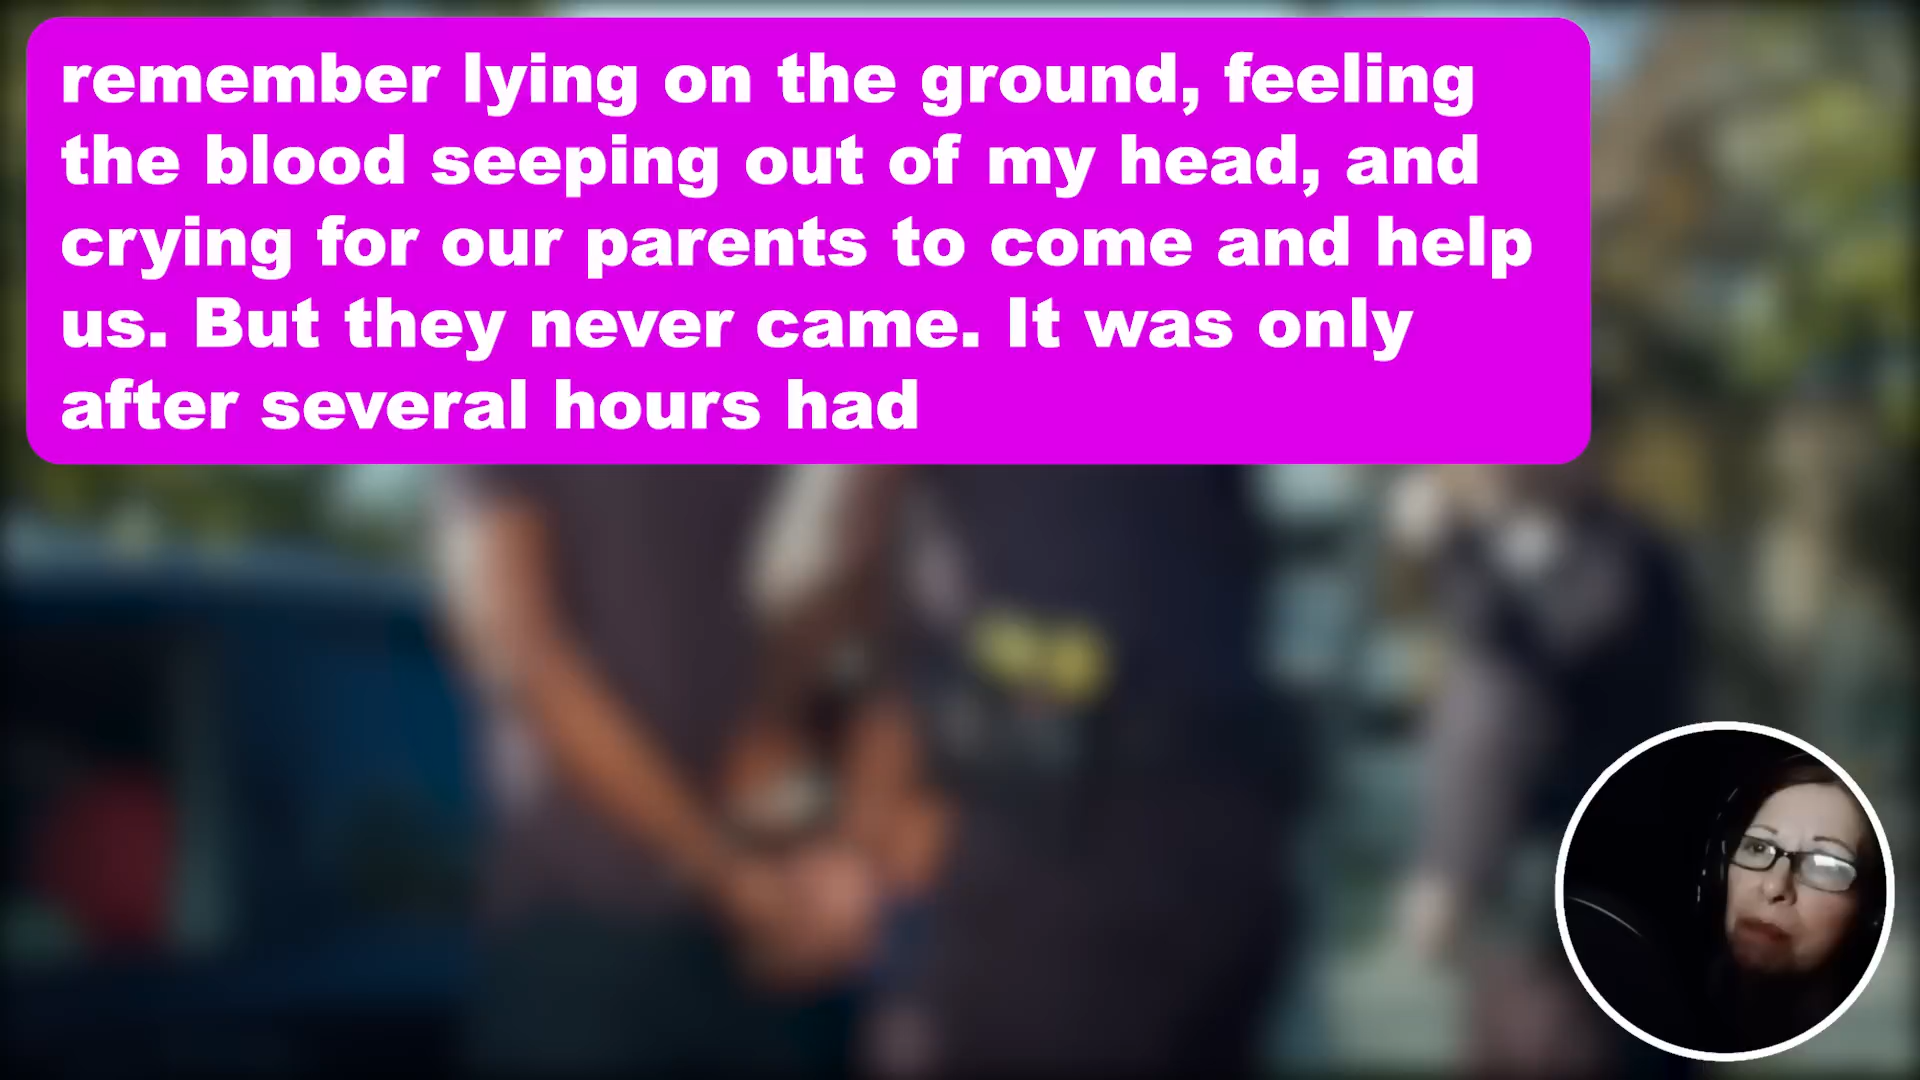 remember lying on the ground, feeling
the blood seeping out of my head, and
crying for our parents to come and help
us. But they never came. It was only
after several hours had